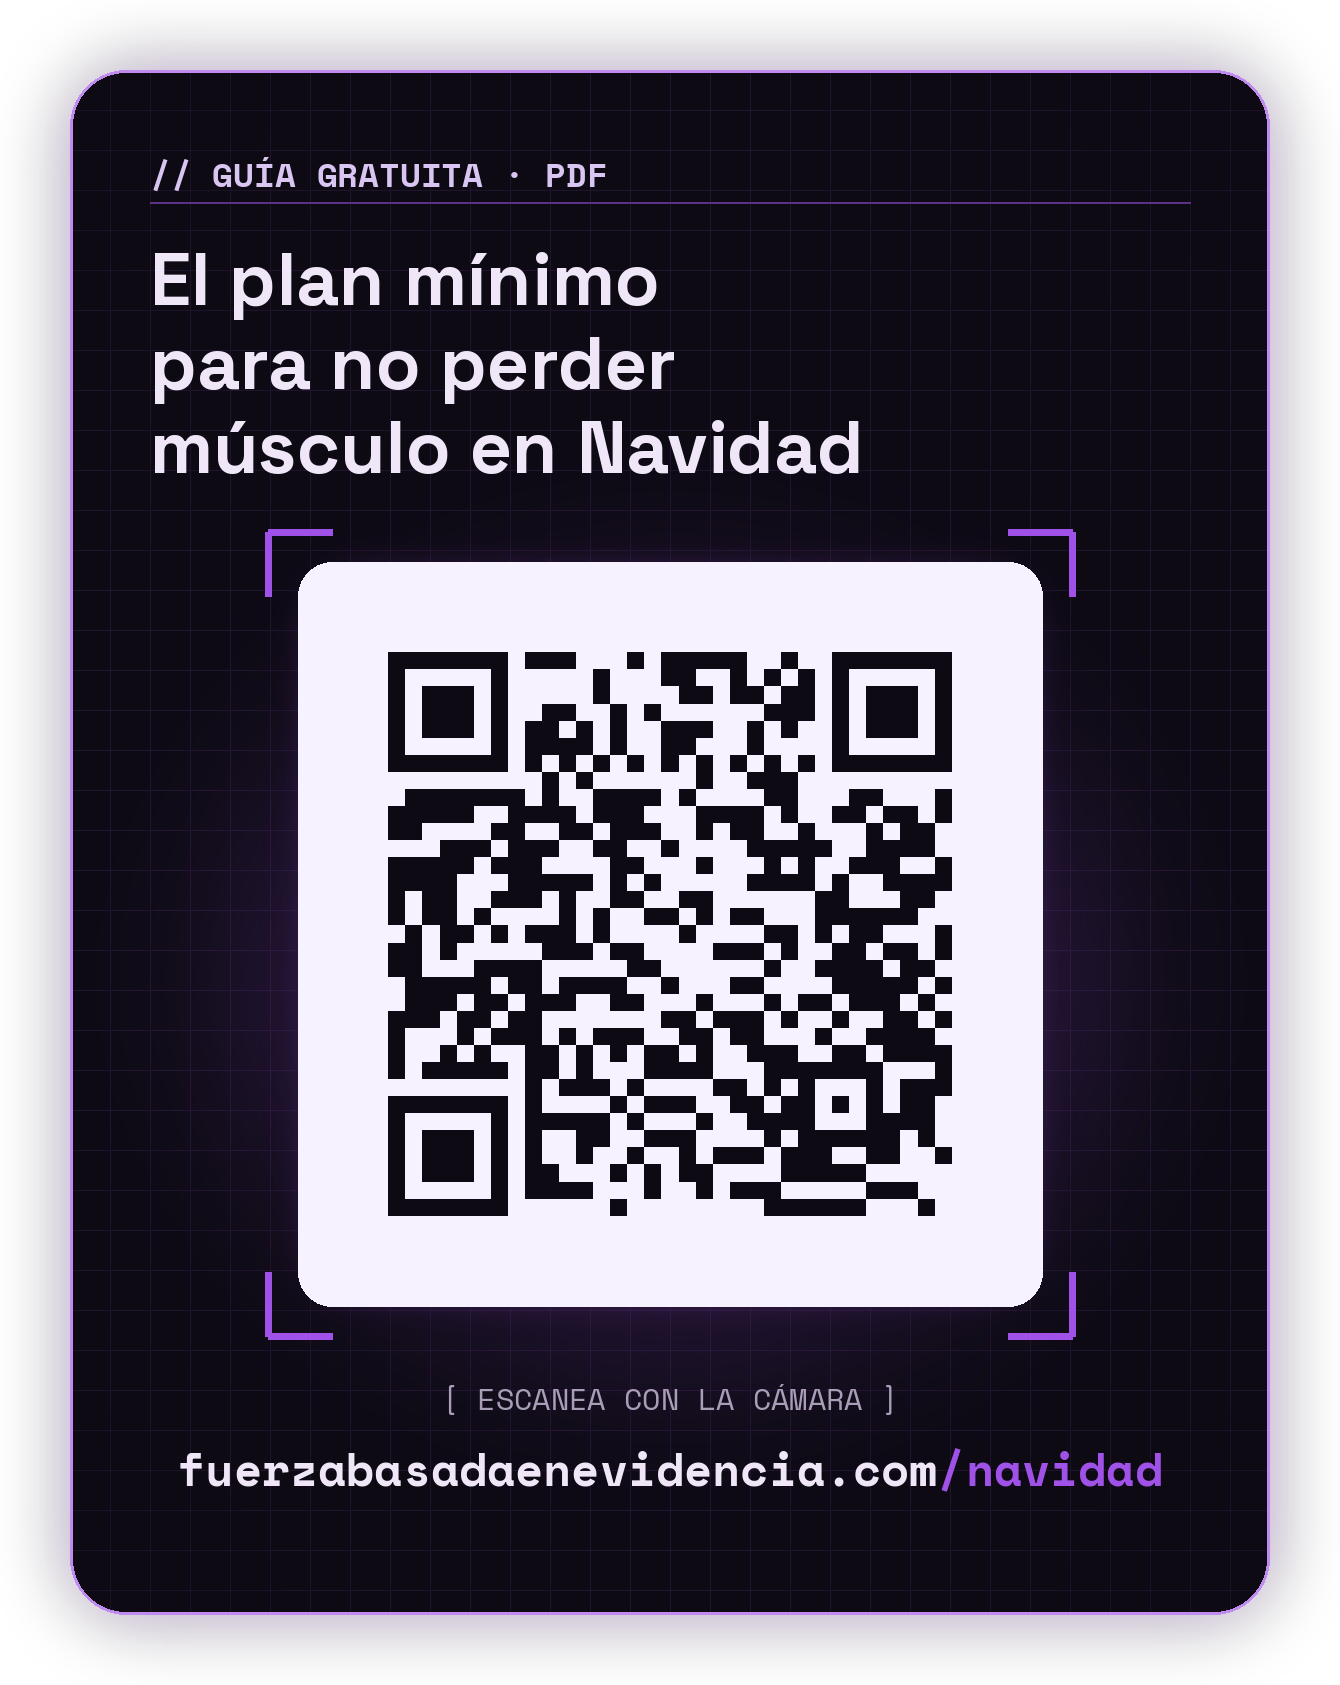 // GUÍA GRATUITA · PDF
El plan mínimo
para no perder
músculo en Navidad
[ ESCANEA CON LA CÁMARA ]
fuerzabasadaenevidencia.com/navidad